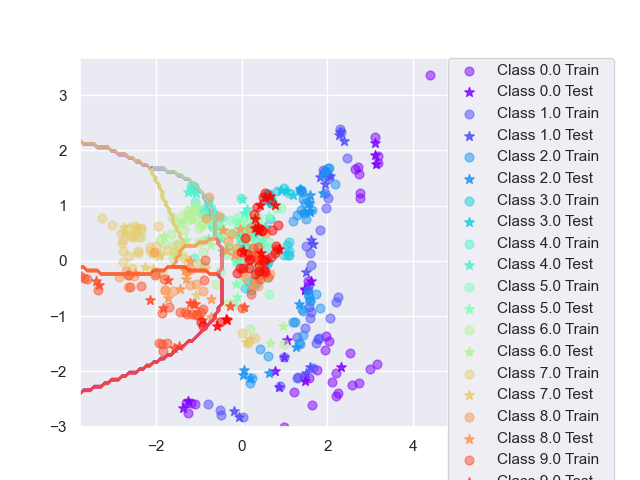 3
2
1
0
−1
−2
−3
−2
0
2
4
Class 0.0 Train
Class 0.0 Test
Class 1.0 Train
Class 1.0 Test
Class 2.0 Train
Class 2.0 Test
Class 3.0 Train
Class 3.0 Test
Class 4.0 Train
Class 4.0 Test
Class 5.0 Train
Class 5.0 Test
Class 6.0 Train
Class 6.0 Test
Class 7.0 Train
Class 7.0 Test
Class 8.0 Train
Class 8.0 Test
Class 9.0 Train
Class 9.0 Test